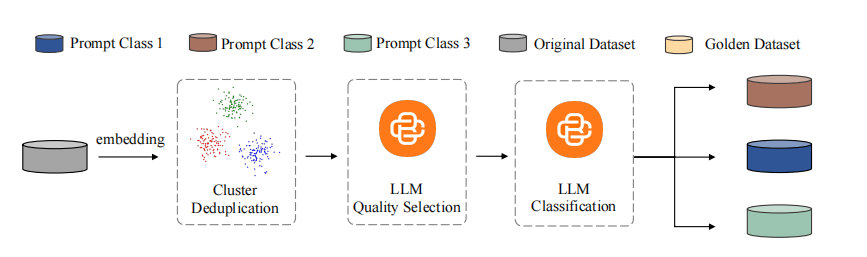 Prompt Class 1
Prompt Class 2
Prompt Class 3
Original Dataset
Golden Dataset
embedding
Cluster
Deduplication
LLM
Quality Selection
LLM
Classification